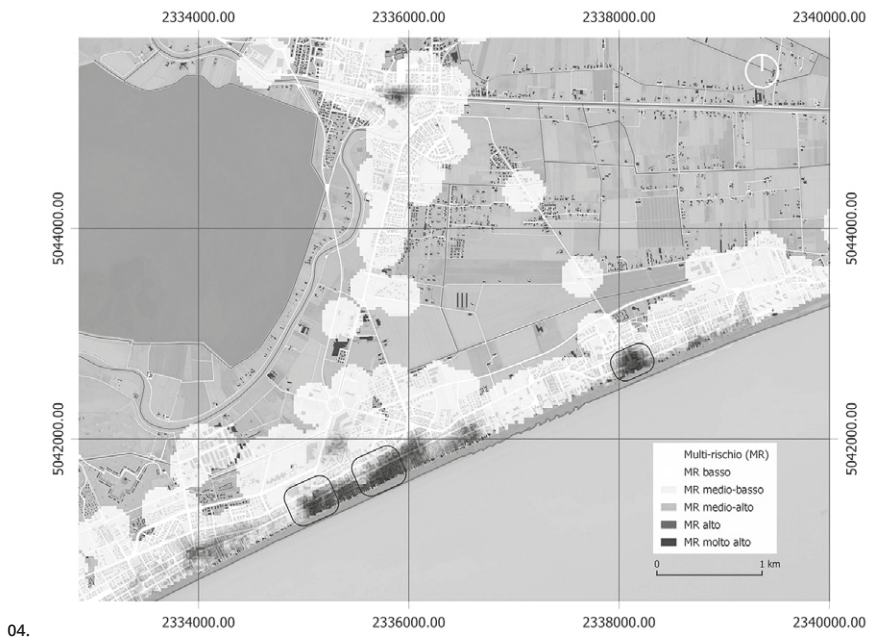 2334000.00 2336000.00 2338000.00 2340000.00
5044000.00 5044000.00
5042000.00 5042000.00
Multi-rischio (MR)
MR basso
MR medio-basso
MR medio-alto
MR alto
MR molto alto
0 1 km
2334000.00 2336000.00 2338000.00 2340000.00
04.